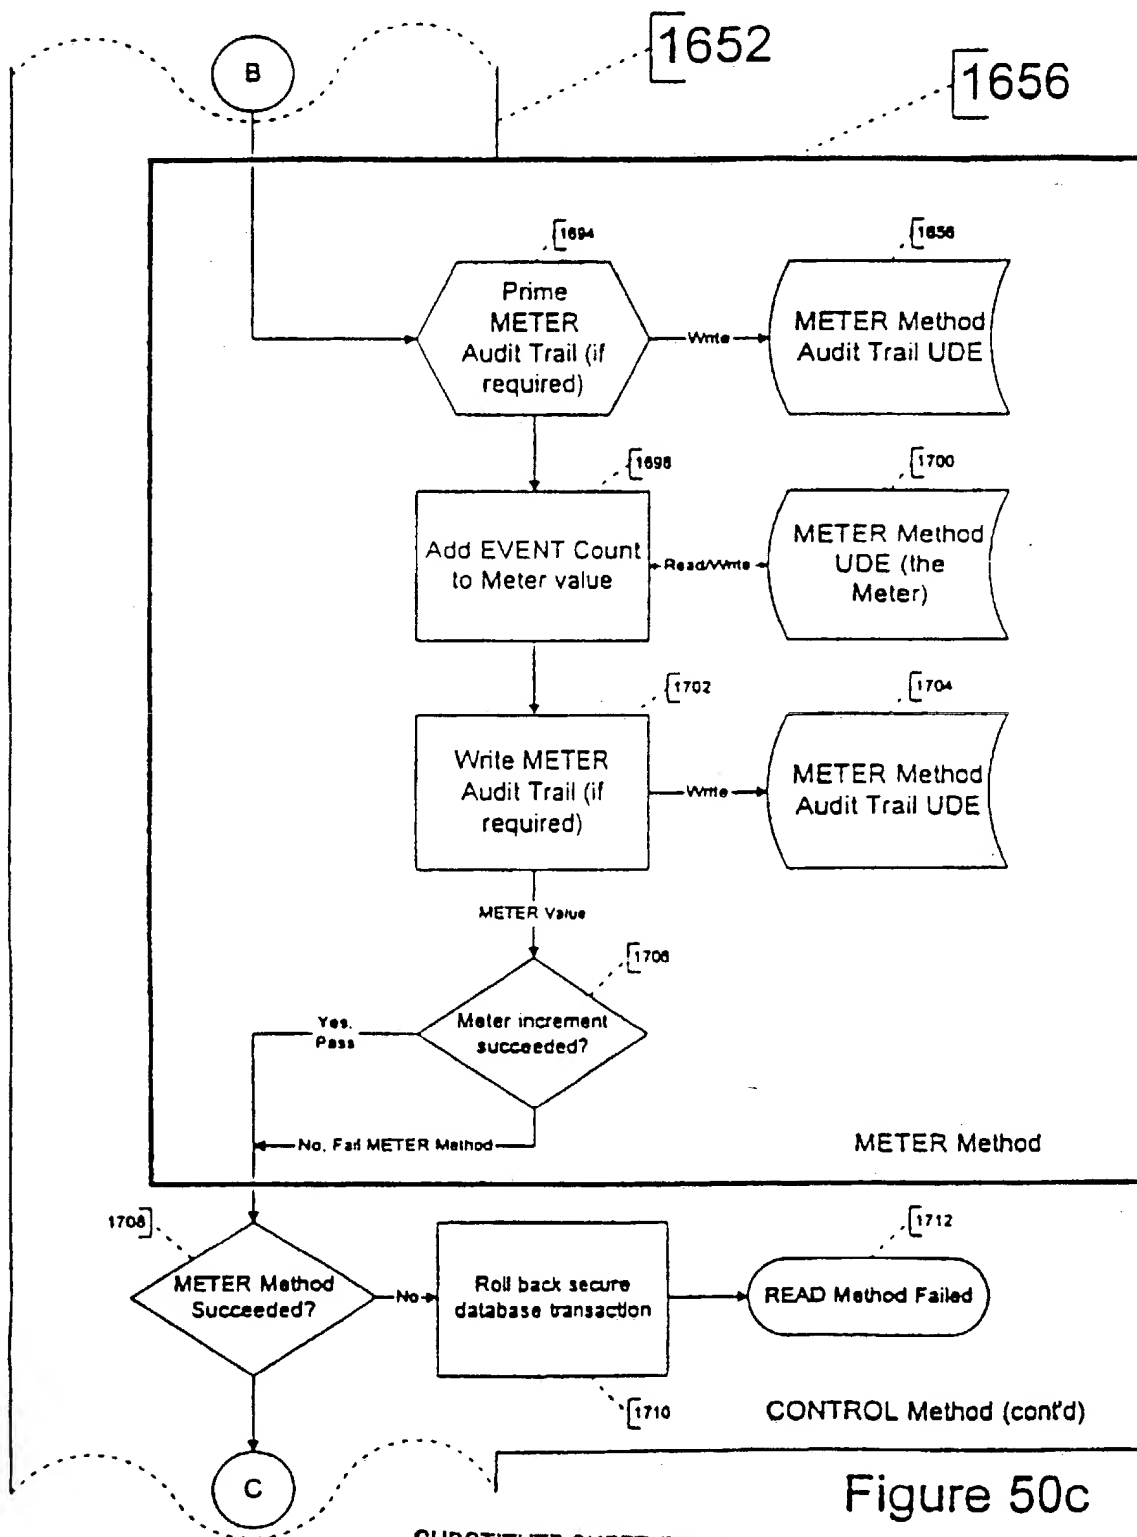 B
1652
1656
1694
Prime
METER
Audit Trail (if
required)
Write
1656
METER Method
Audit Trail UDE
1698
Add EVENT Count
to Meter value
Read/Write
1700
METER Method
UDE (the
Meter)
1702
Write METER
Audit Trail (if
required)
Write
1704
METER Method
Audit Trail UDE
METER Value
1706
Meter increment
succeeded?
Yes,
Pass
No, Fail METER Method
METER Method
1708
METER Method
Succeeded?
No
Roll back secure
database transaction
1710
1712
READ Method Failed
CONTROL Method (cont'd)
C
Figure 50c